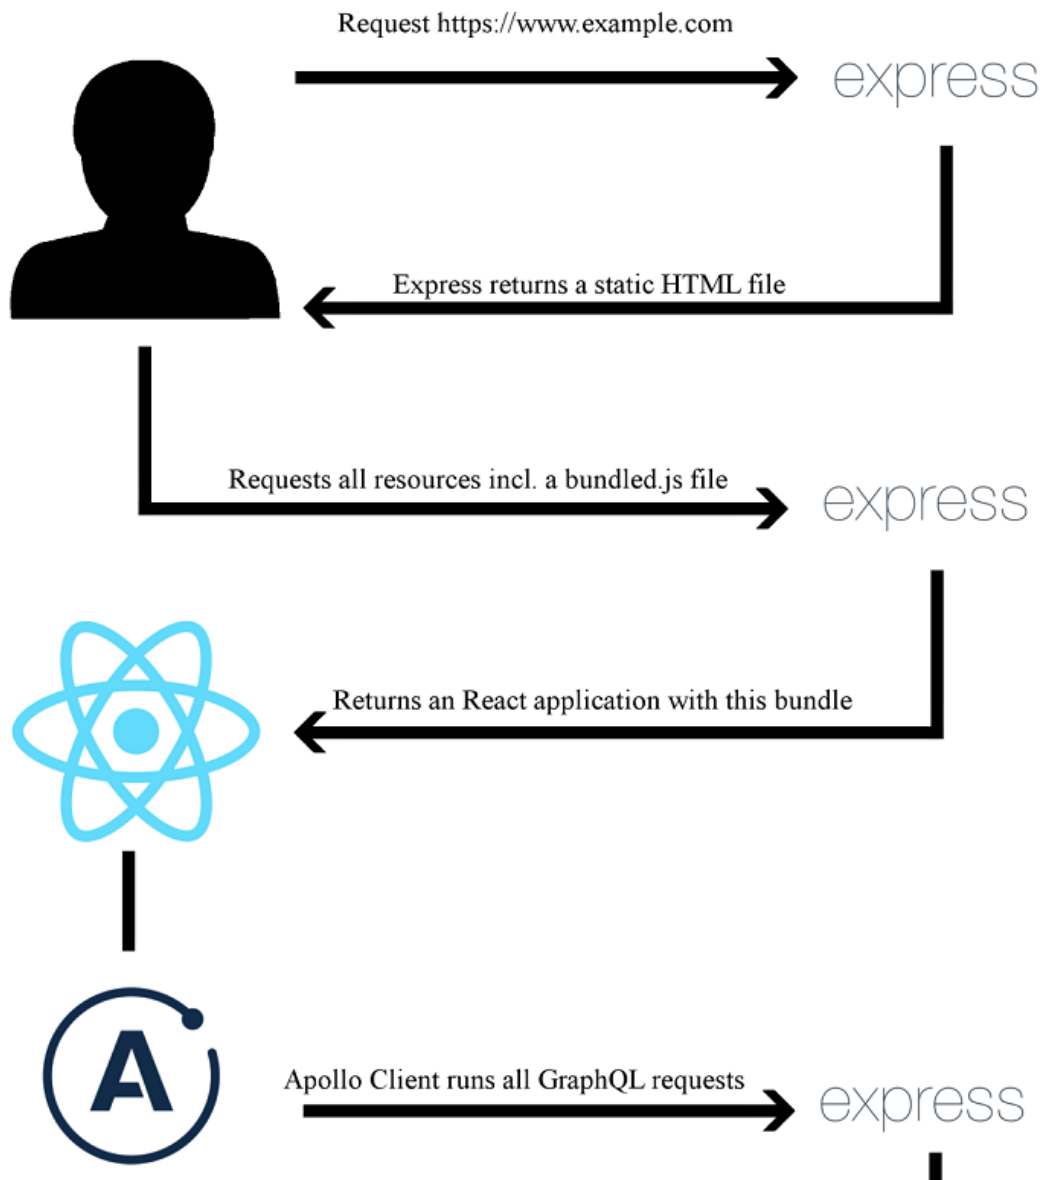 Request https://www.example.com
express
Express returns a static HTML file
Requests all resources incl. a bundled.js file
express
Returns an React application with this bundle
A
Apollo Client runs all GraphQL requests
express